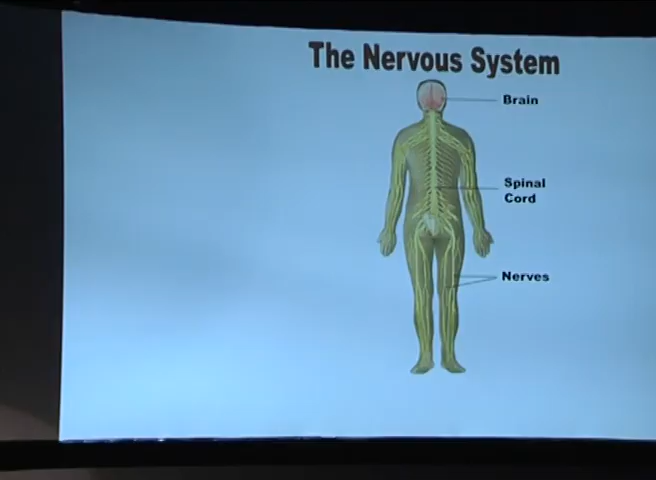 The Nervous System
Brain
Spinal
Cord
Nerves